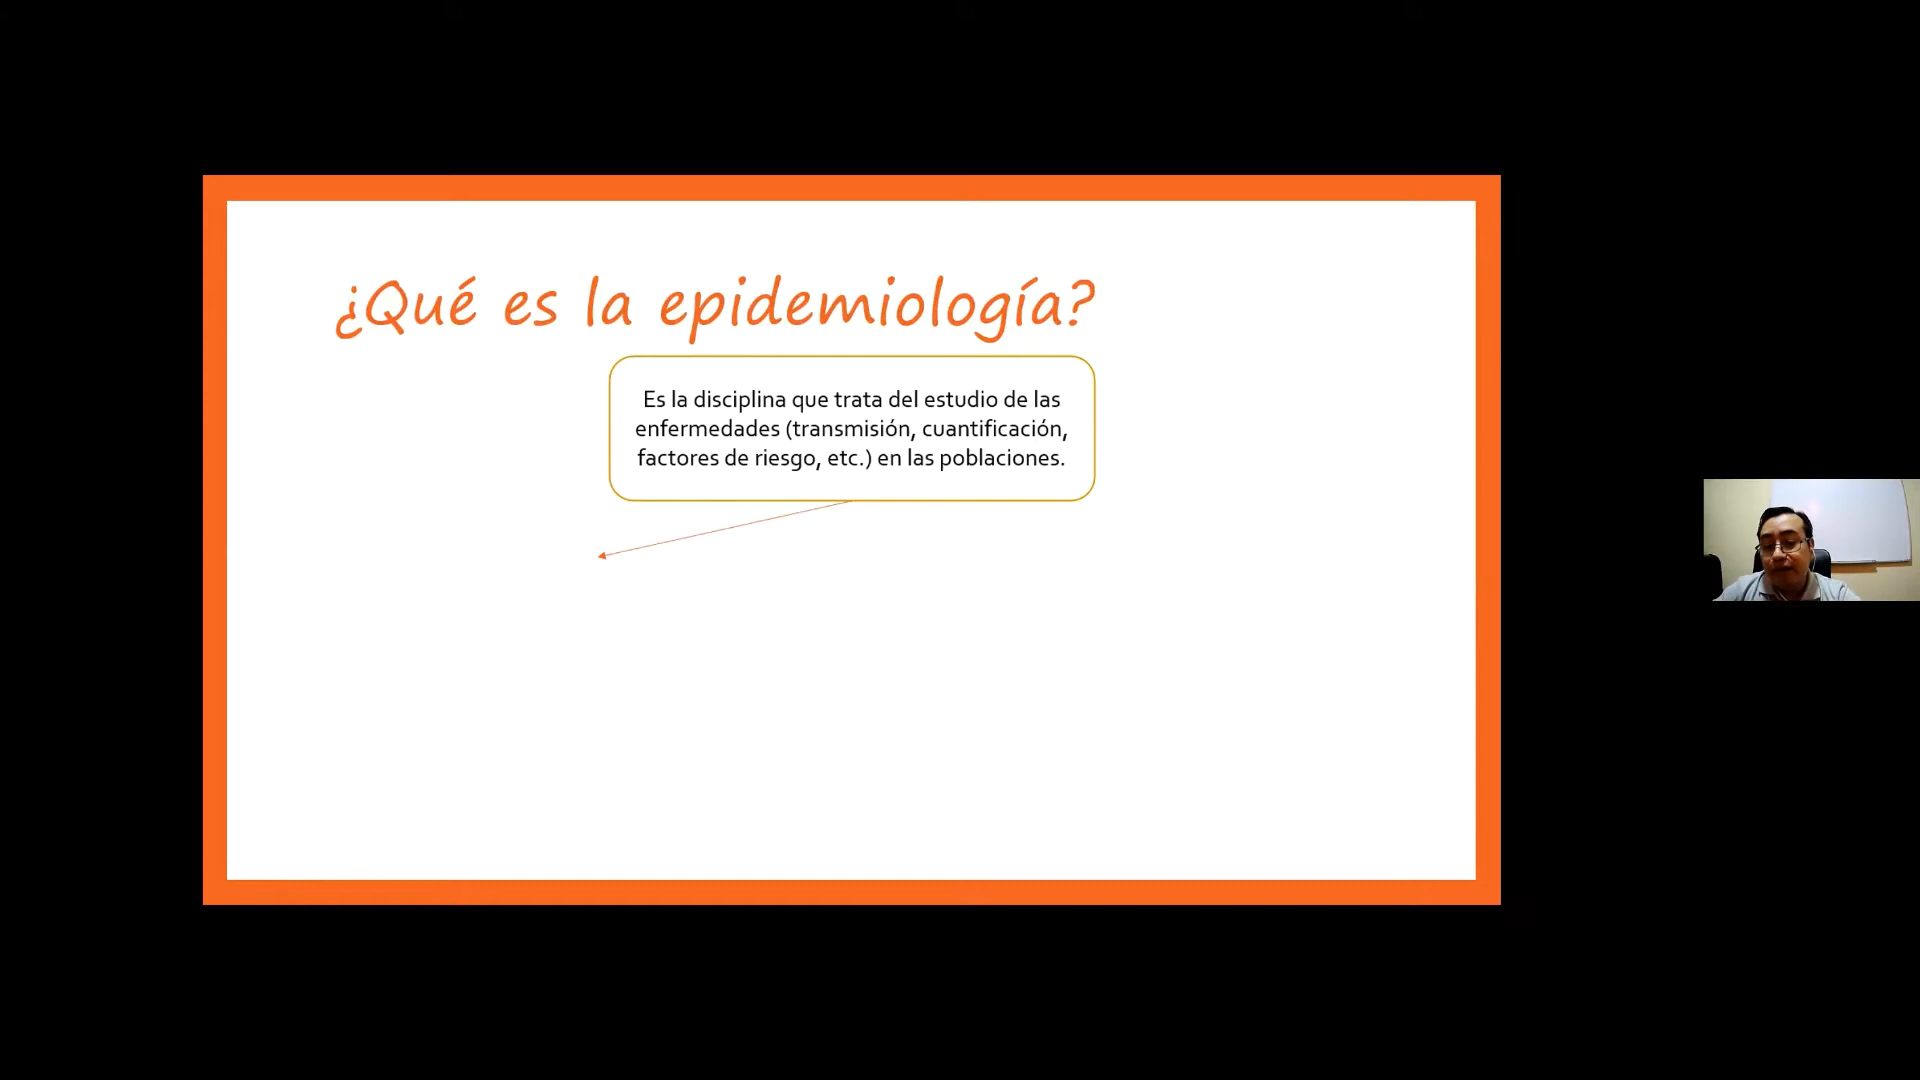 ¿Qué es la epidemiología?
Es la disciplina que trata del estudio de las
enfermedades (transmisión, cuantificación,
factores de riesgo, etc.) en las poblaciones.